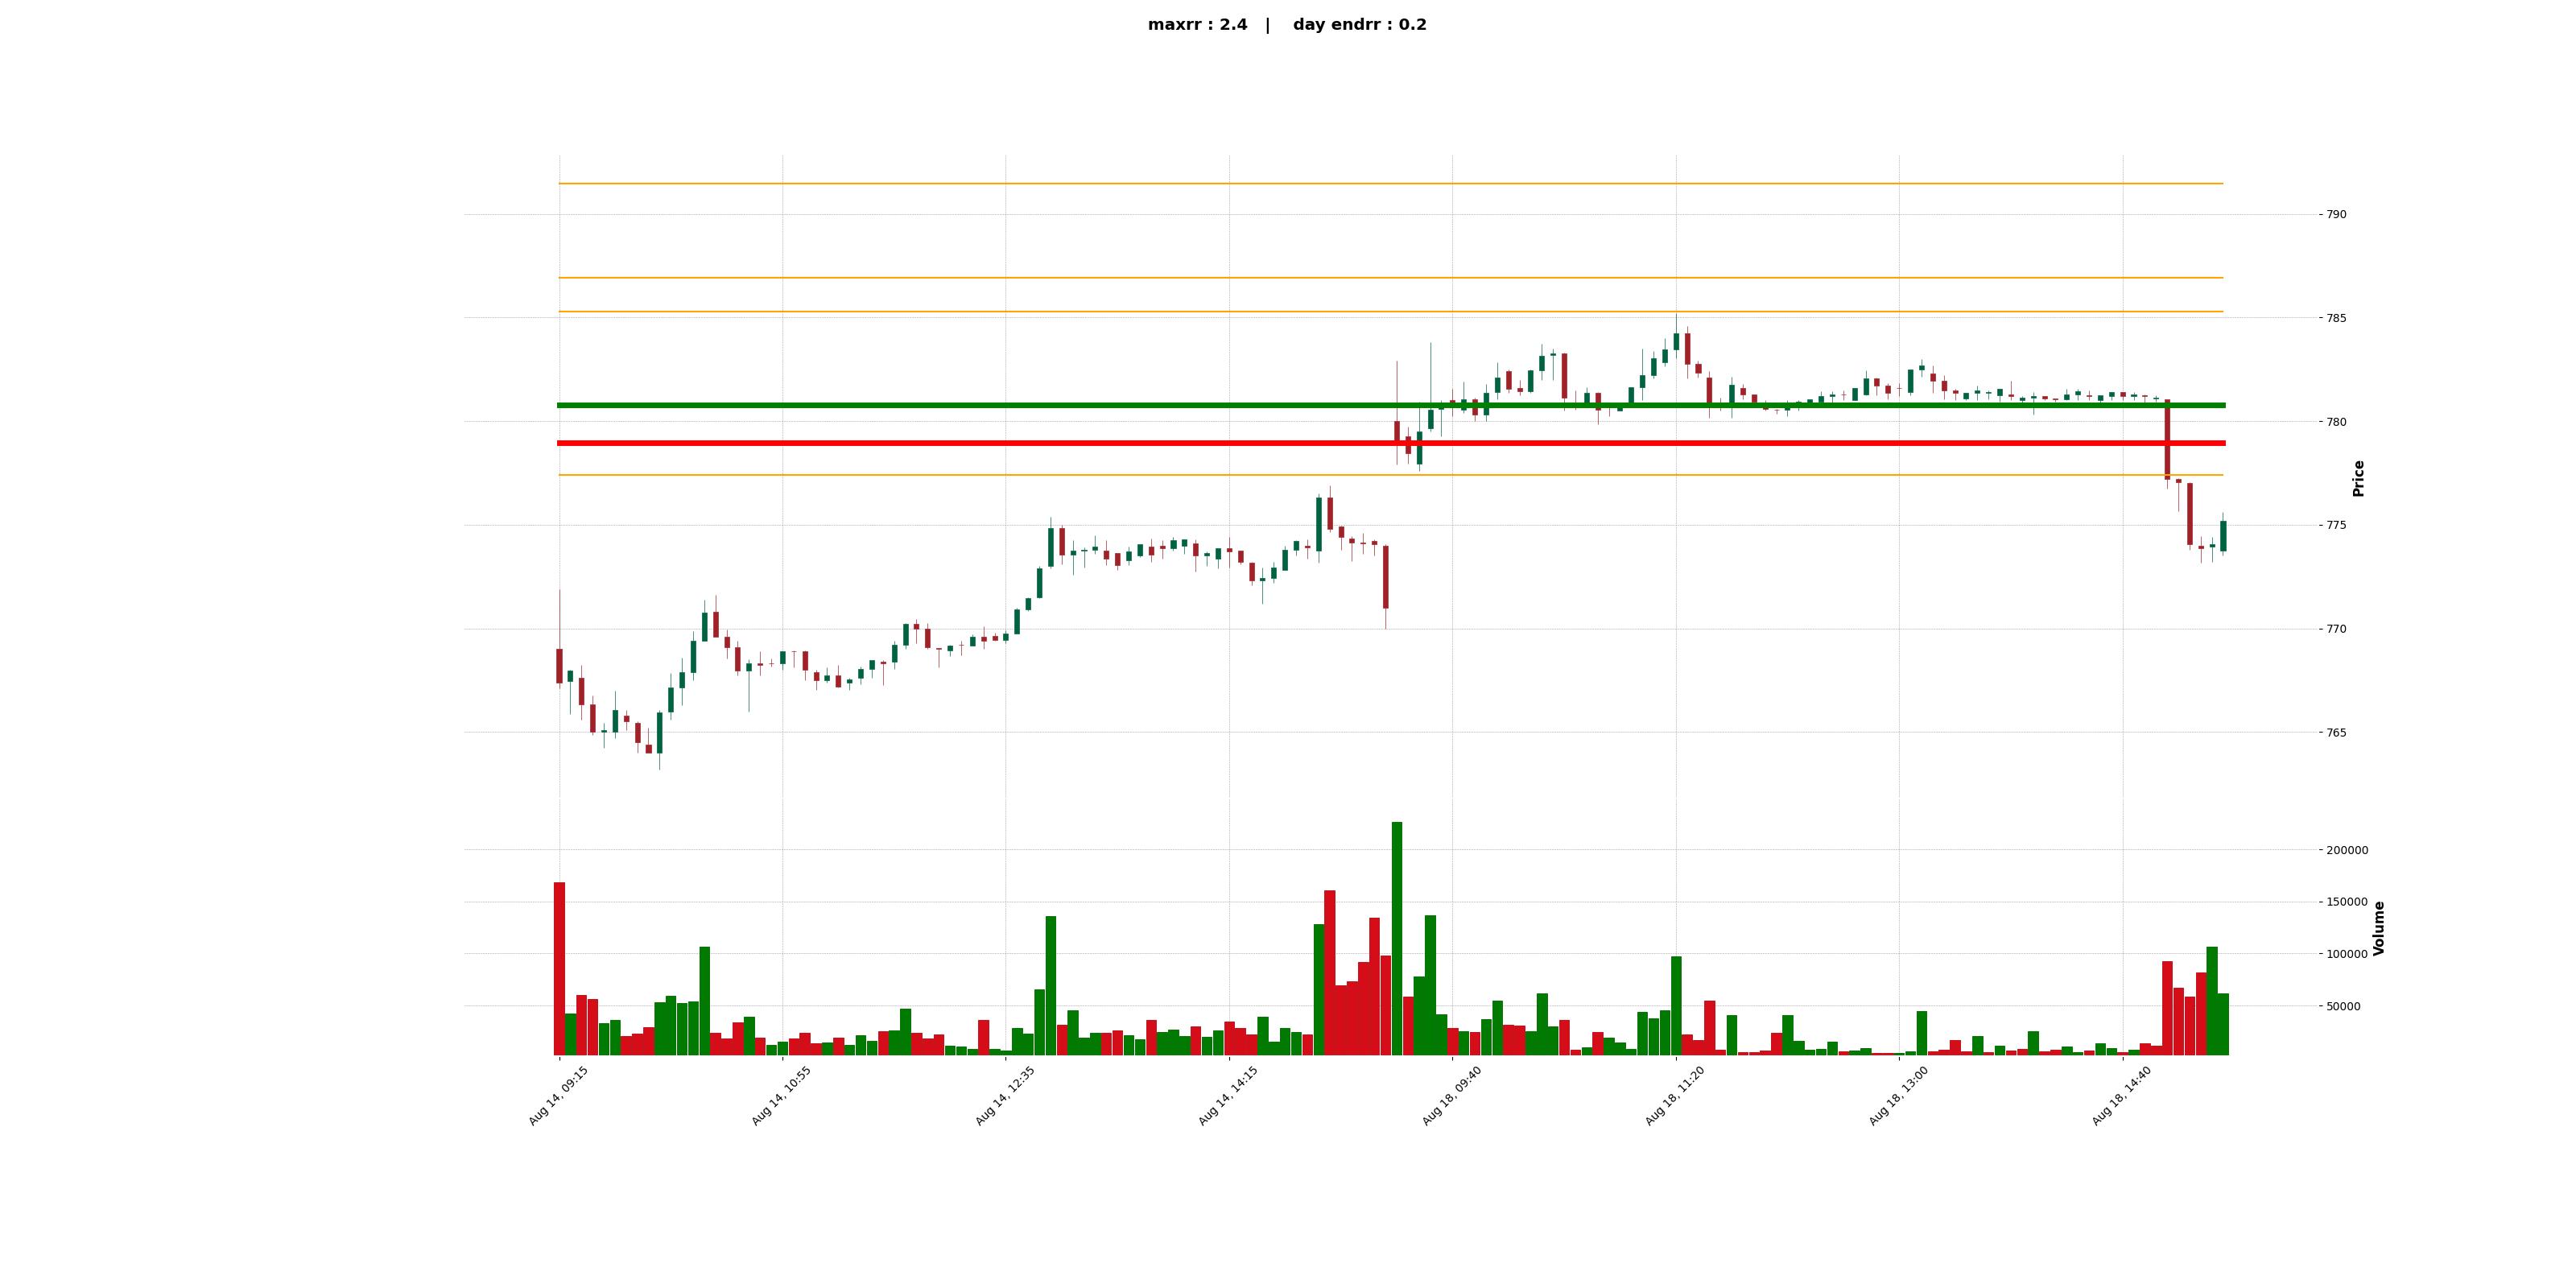 maxrr : 2.4   |    day endrr : 0.2
790
785
780
775
770
765
Price
200000
150000
100000
50000
Volume
Aug 14, 09:15
Aug 14, 10:55
Aug 14, 12:35
Aug 14, 14:15
Aug 18, 09:40
Aug 18, 11:20
Aug 18, 13:00
Aug 18, 14:40